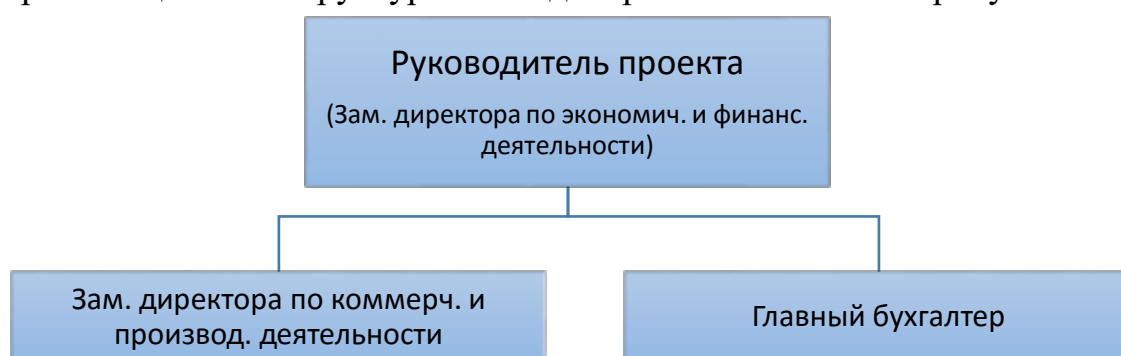 Руководитель проекта
(Зам. директора по экономич. и финанс.
деятельности)
Зам. директора по коммерч. и
производ. деятельности
Главный бухгалтер